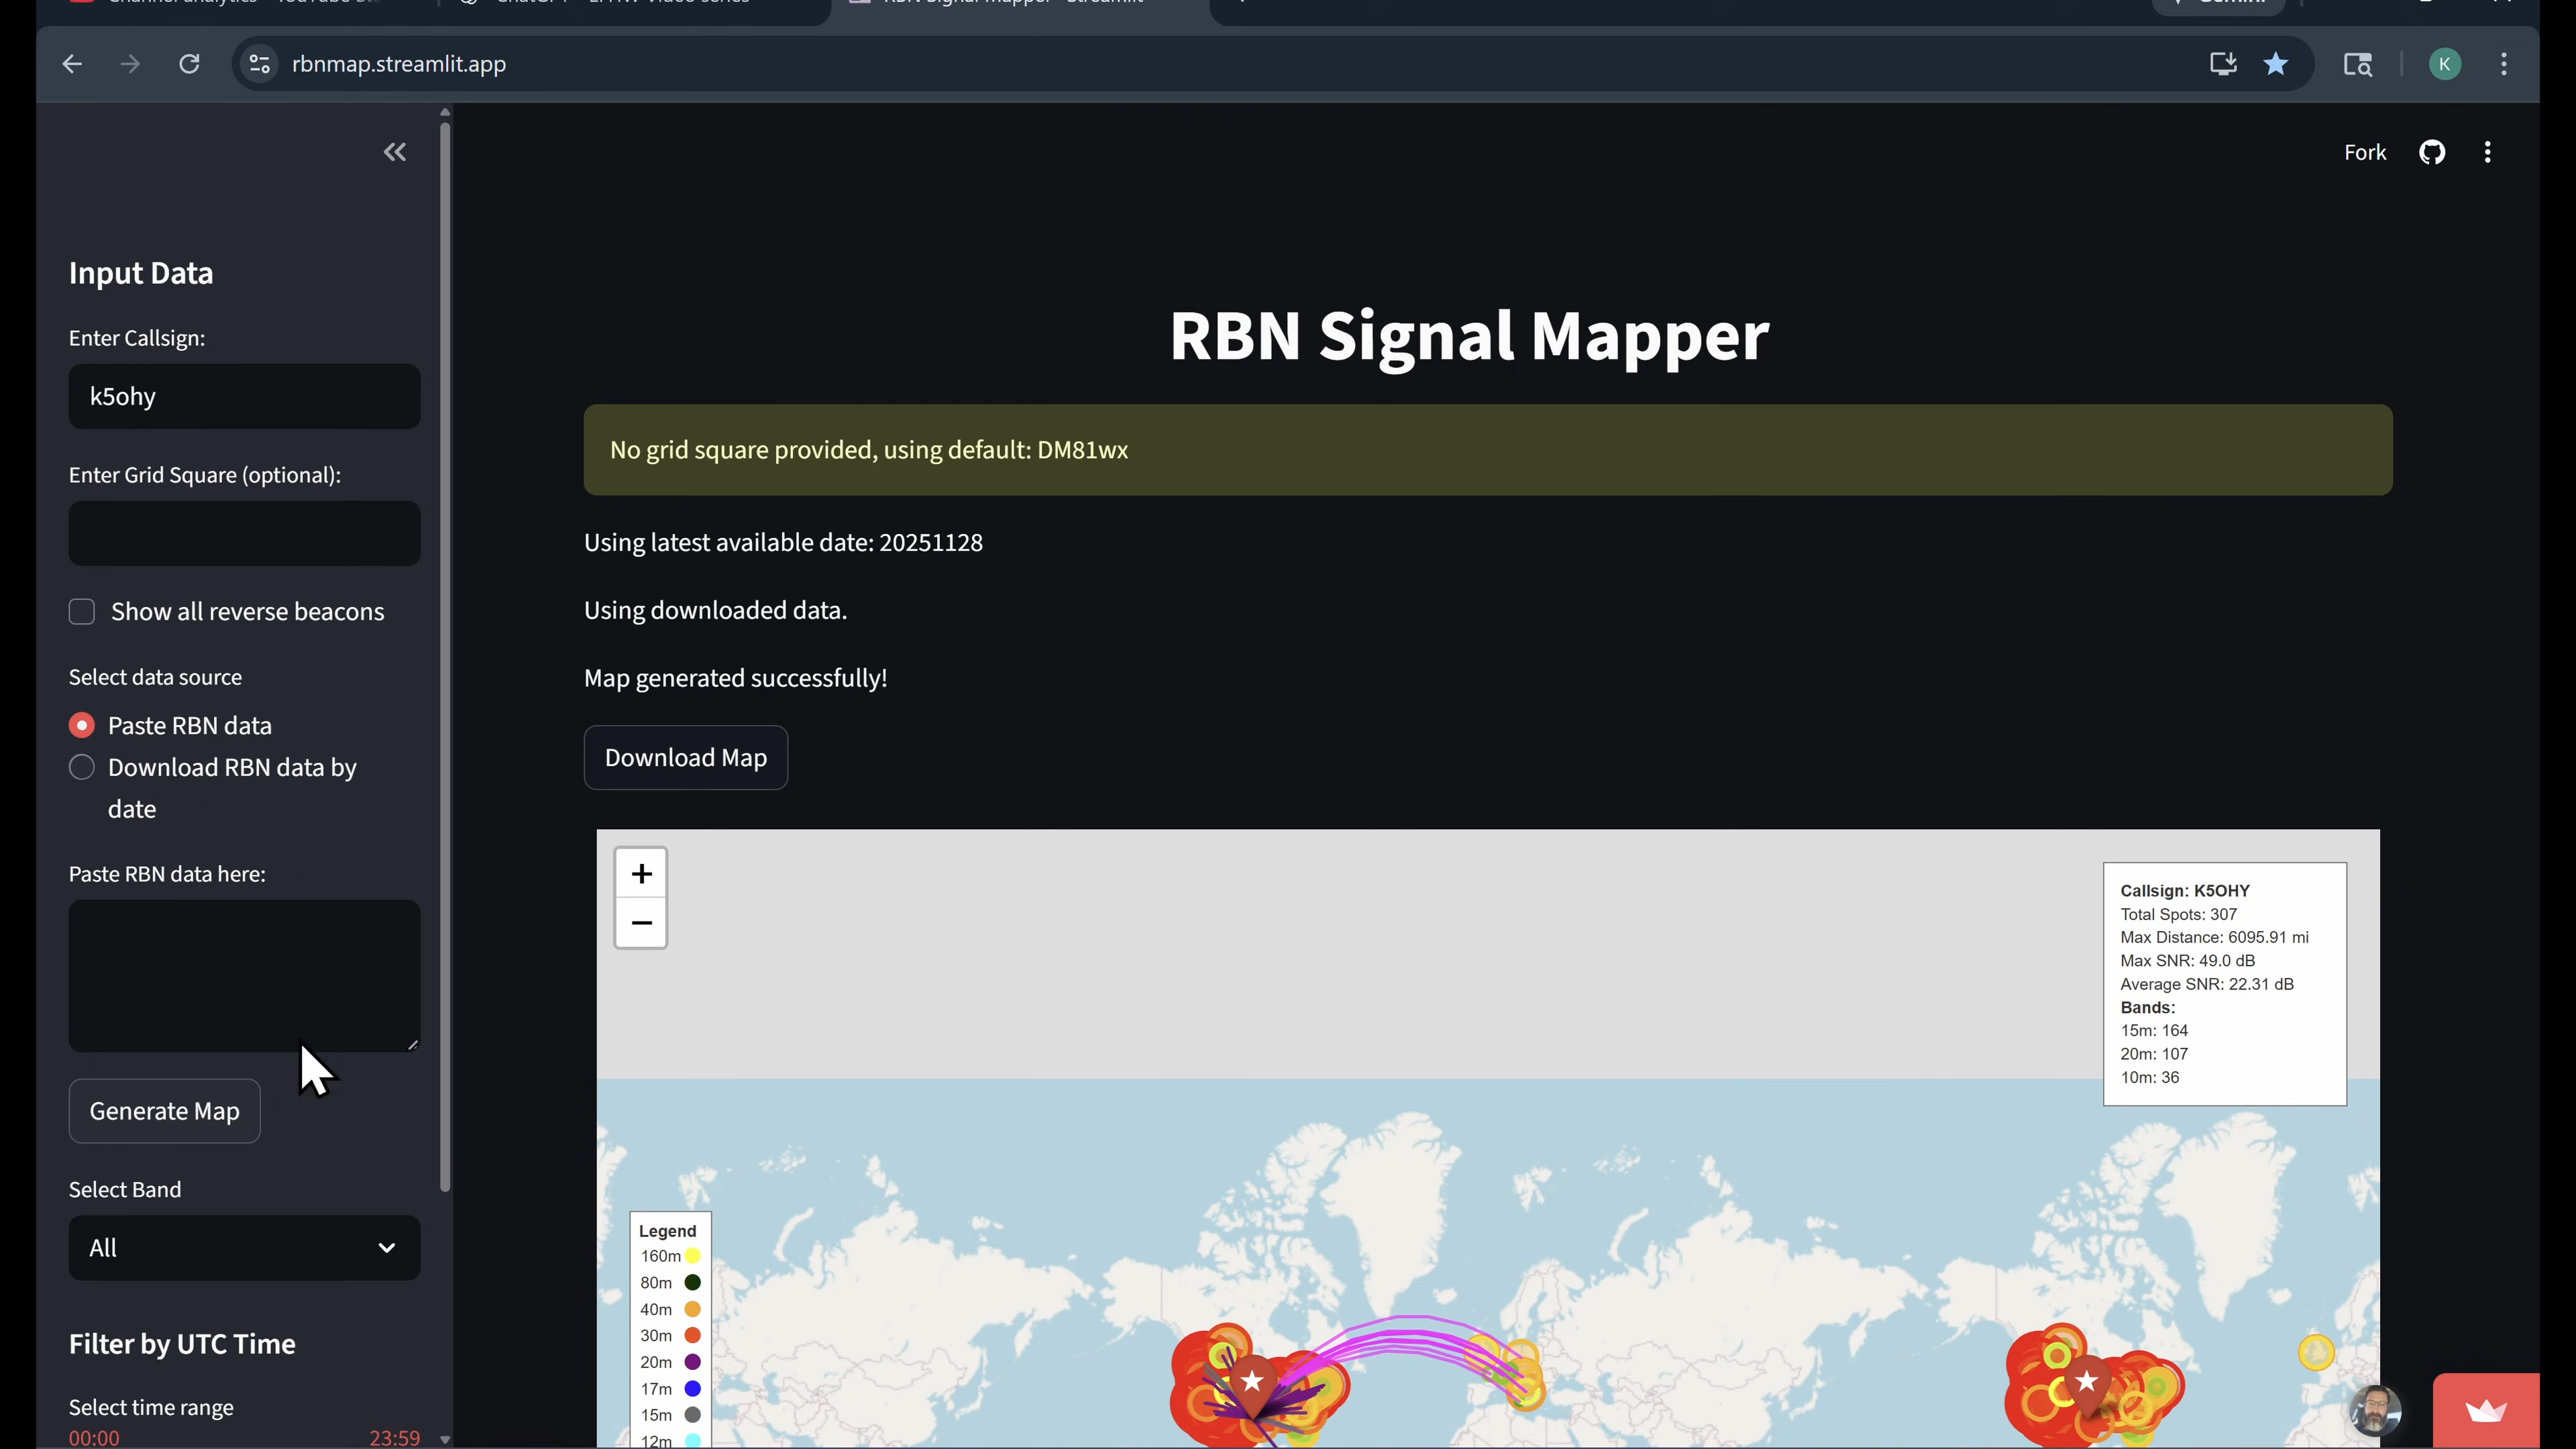 rbnmap.streamlit.app
K
Fork
Input Data
Enter Callsign:
k5ohy
Enter Grid Square (optional):
Show all reverse beacons
Select data source
Paste RBN data
Download RBN data by
date
Paste RBN data here:
Generate Map
Select Band
All
Filter by UTC Time
Select time range
00:00 23:59
RBN Signal Mapper
No grid square provided, using default: DM81wx
Using latest available date: 20251128
Using downloaded data.
Map generated successfully!
Download Map
+
−
Callsign: K5OHY
Total Spots: 307
Max Distance: 6095.91 mi
Max SNR: 49.0 dB
Average SNR: 22.31 dB
Bands:
15m: 164
20m: 107
10m: 36
Legend
160m
80m
40m
30m
20m
17m
15m
12m